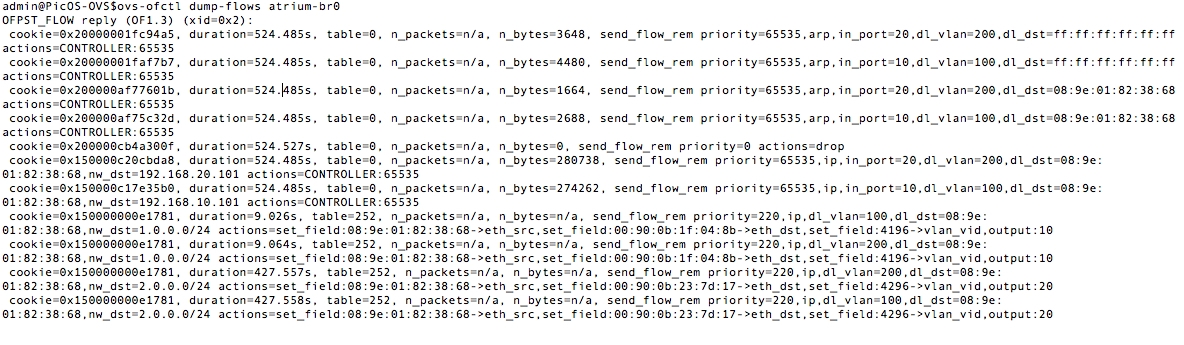 admin@PicOS-OVS$ovs-ofctl dump-flows atrium-br0
OFPST_FLOW reply (OF1.3) (xid=0x2):
cookie=0x20000001fc94a5, duration=524.485s, table=0, n_packets=n/a, n_bytes=3648, send_flow_rem priority=65535,arp,in_port=20,dl_vlan=200,dl_dst=ff:ff:ff:ff:ff:ff
actions=CONTROLLER:65535
cookie=0x20000001faf7b7, duration=524.485s, table=0, n_packets=n/a, n_bytes=4480, send_flow_rem priority=65535,arp,in_port=10,dl_vlan=100,dl_dst=ff:ff:ff:ff:ff:ff
actions=CONTROLLER:65535
cookie=0x200000af77601b, duration=524.485s, table=0, n_packets=n/a, n_bytes=1664, send_flow_rem priority=65535,arp,in_port=20,dl_vlan=200,dl_dst=08:9e:01:82:38:68
actions=CONTROLLER:65535
cookie=0x200000af75c32d, duration=524.485s, table=0, n_packets=n/a, n_bytes=2688, send_flow_rem priority=65535,arp,in_port=10,dl_vlan=100,dl_dst=08:9e:01:82:38:68
actions=CONTROLLER:65535
cookie=0x200000cb4a300f, duration=524.527s, table=0, n_packets=n/a, n_bytes=0, send_flow_rem priority=0 actions=drop
cookie=0x150000c20cbda8, duration=524.485s, table=0, n_packets=n/a, n_bytes=280738, send_flow_rem priority=65535,ip,in_port=20,dl_vlan=200,dl_dst=08:9e:
01:82:38:68,nw_dst=192.168.20.101 actions=CONTROLLER:65535
cookie=0x150000c17e35b0, duration=524.485s, table=0, n_packets=n/a, n_bytes=274262, send_flow_rem priority=65535,ip,in_port=10,dl_vlan=100,dl_dst=08:9e:
01:82:38:68,nw_dst=192.168.10.101 actions=CONTROLLER:65535
cookie=0x150000000e1781, duration=9.026s, table=252, n_packets=n/a, n_bytes=n/a, send_flow_rem priority=220,ip,dl_vlan=100,dl_dst=08:9e:
01:82:38:68,nw_dst=1.0.0.0/24 actions=set_field:08:9e:01:82:38:68->eth_src,set_field:00:90:0b:1f:04:8b->eth_dst,set_field:4196->vlan_vid,output:10
cookie=0x150000000e1781, duration=9.064s, table=252, n_packets=n/a, n_bytes=n/a, send_flow_rem priority=220,ip,dl_vlan=200,dl_dst=08:9e:
01:82:38:68,nw_dst=1.0.0.0/24 actions=set_field:08:9e:01:82:38:68->eth_src,set_field:00:90:0b:1f:04:8b->eth_dst,set_field:4196->vlan_vid,output:10
cookie=0x150000000e1781, duration=427.557s, table=252, n_packets=n/a, n_bytes=n/a, send_flow_rem priority=220,ip,dl_vlan=200,dl_dst=08:9e:
01:82:38:68,nw_dst=2.0.0.0/24 actions=set_field:08:9e:01:82:38:68->eth_src,set_field:00:90:0b:23:7d:17->eth_dst,set_field:4296->vlan_vid,output:20
cookie=0x150000000e1781, duration=427.558s, table=252, n_packets=n/a, n_bytes=n/a, send_flow_rem priority=220,ip,dl_vlan=100,dl_dst=08:9e:
01:82:38:68,nw_dst=2.0.0.0/24 actions=set_field:08:9e:01:82:38:68->eth_src,set_field:00:90:0b:23:7d:17->eth_dst,set_field:4296->vlan_vid,output:20